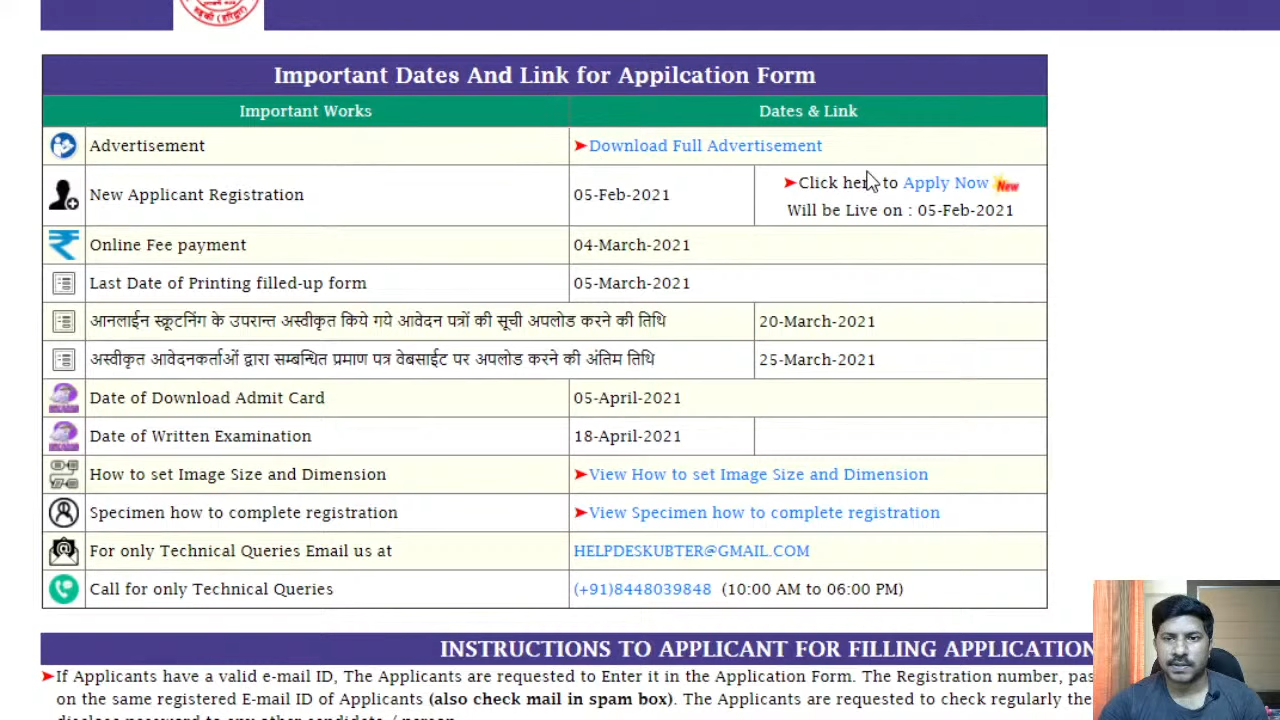 रुड़की (हरिद्वार)
Important Dates And Link for Appilcation Form
Important Works
Dates & Link
Advertisement
➤Download Full Advertisement
New Applicant Registration
05-Feb-2021
➤Click here to Apply Now New
Will be Live on : 05-Feb-2021
Online Fee payment
04-March-2021
Last Date of Printing filled-up form
05-March-2021
आनलाईन स्क्रूटनिंग के उपरान्त अस्वीकृत किये गये आवेदन पत्रों की सूची अपलोड करने की तिथि
20-March-2021
अस्वीकृत आवेदनकर्ताओं द्वारा सम्बन्धित प्रमाण पत्र वेबसाईट पर अपलोड करने की अंतिम तिथि
25-March-2021
Date of Download Admit Card
05-April-2021
Date of Written Examination
18-April-2021
How to set Image Size and Dimension
➤View How to set Image Size and Dimension
Specimen how to complete registration
➤View Specimen how to complete registration
For only Technical Queries Email us at
HELPDESKUBTER@GMAIL.COM
Call for only Technical Queries
(+91)8448039848 (10:00 AM to 06:00 PM)
INSTRUCTIONS TO APPLICANT FOR FILLING APPLICATION
➤If Applicants have a valid e-mail ID, The Applicants are requested to Enter it in the Application Form. The Registration number, pas
on the same registered E-mail ID of Applicants (also check mail in spam box). The Applicants are requested to check regularly the
disclose password to any other candidate / person